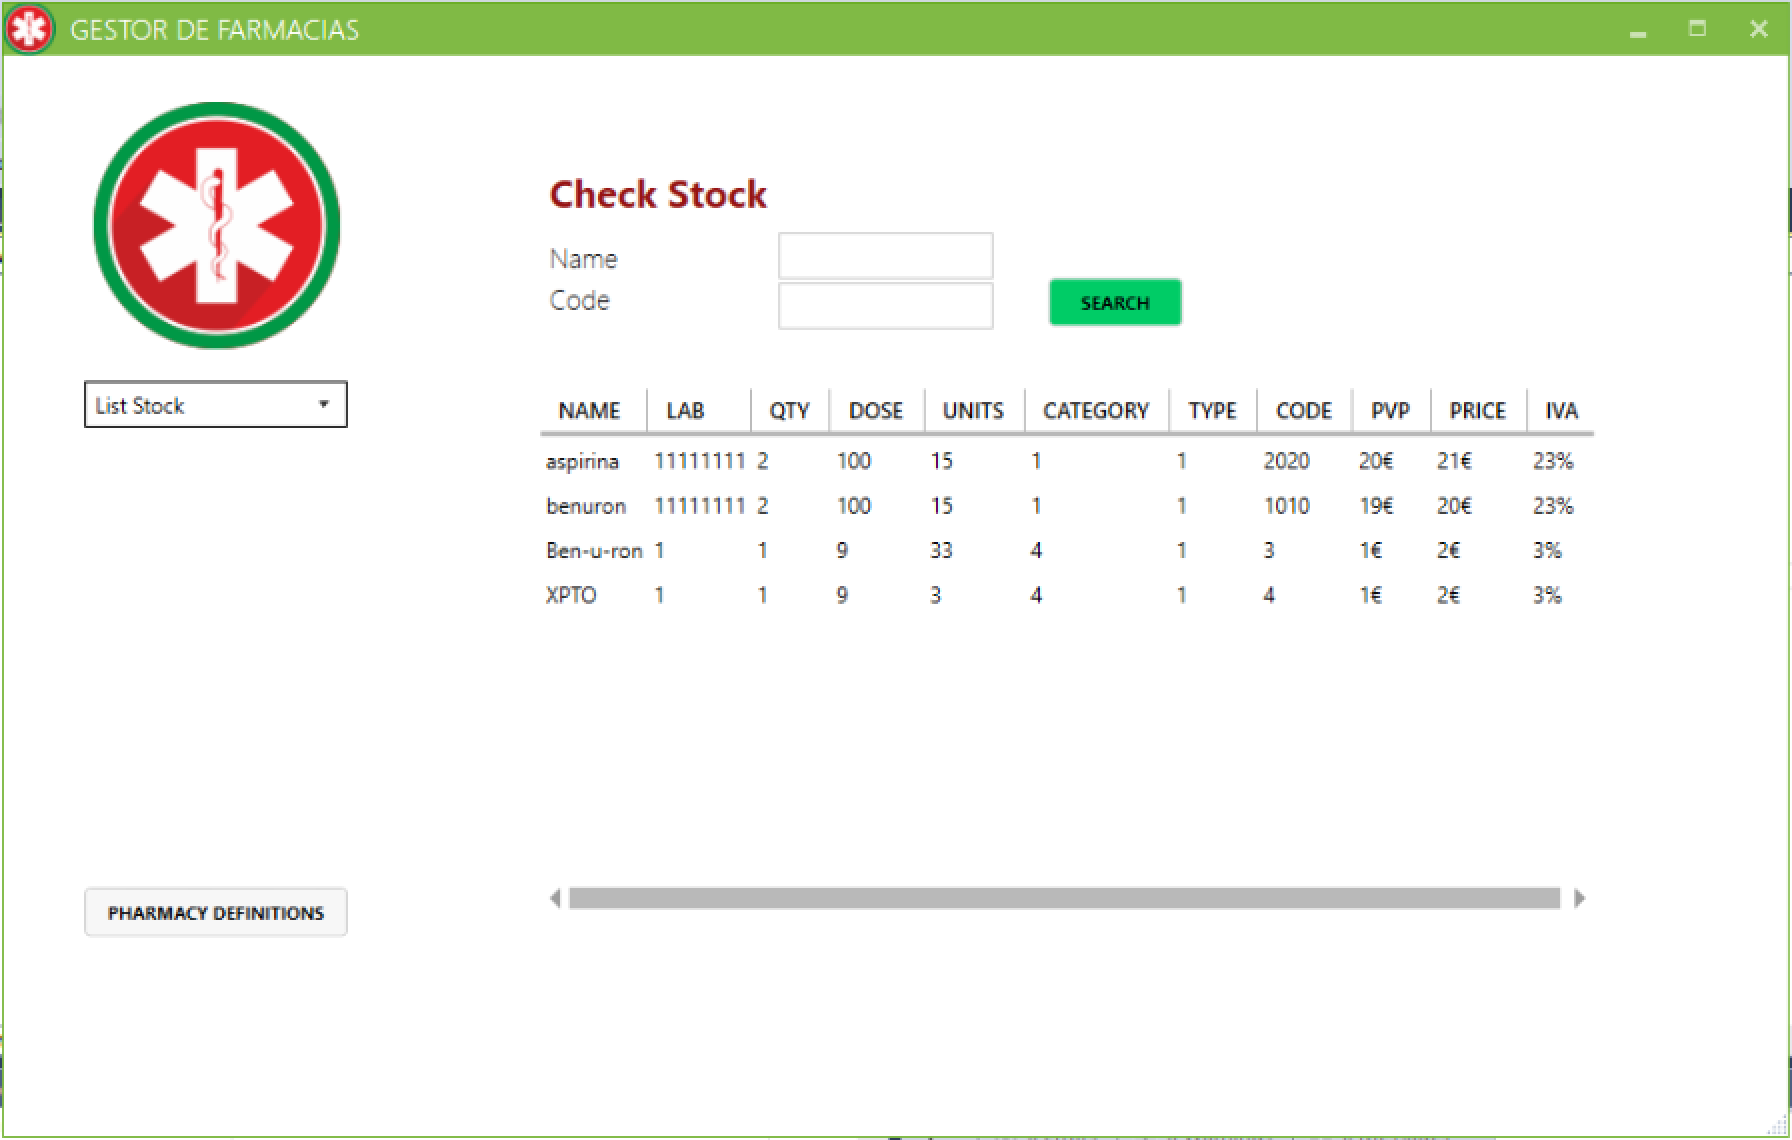 GESTOR DE FARMACIAS
Check Stock
Name
Code
SEARCH
List Stock
NAME LAB QTY DOSE UNITS CATEGORY TYPE CODE PVP PRICE IVA
aspirina 11111111 2 100 15 1 1 2020 20€ 21€ 23%
benuron 11111111 2 100 15 1 1 1010 19€ 20€ 23%
Ben-u-ron 1 1 9 33 4 1 3 1€ 2€ 3%
XPTO 1 1 9 3 4 1 4 1€ 2€ 3%
PHARMACY DEFINITIONS